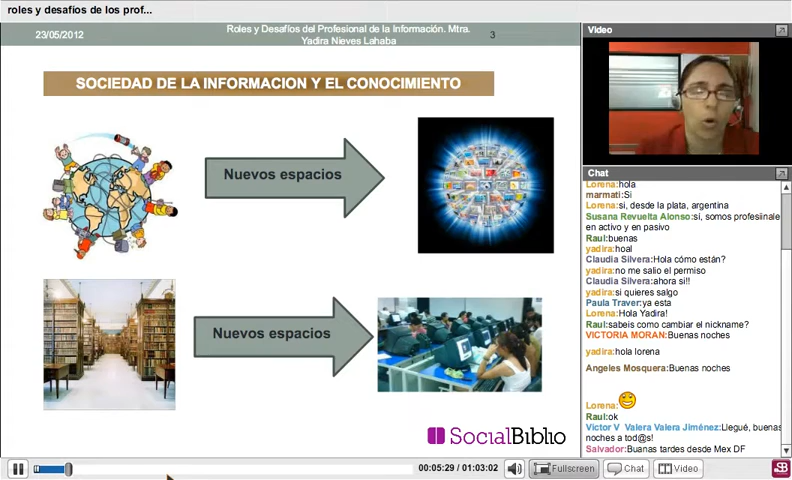 roles y desafíos de los prof...
23/05/2012
Roles y Desafíos del Profesional de la Información. Mtra.
Yadira Nieves Lahaba
3
SOCIEDAD DE LA INFORMACION Y EL CONOCIMIENTO
Nuevos espacios
Nuevos espacios
SocialBiblio
Video
Chat
Lorena:hola
marmati:Si
Lorena:si, desde la plata, argentina
Susana Revuelta Alonso:si, somos profesiinale
en activo y en pasivo
Raul:buenas
yadira:hoal
Claudia Silvera:Hola cómo están?
yadira:no me salio el permiso
Claudia Silvera:ahora si!!
yadira:si quieres salgo
Paula Traver:ya esta
Lorena:Hola Yadira!
Raul:sabeis como cambiar el nickname?
VICTORIA MORAN:Buenas noches
yadira:hola lorena
Angeles Mosquera:Buenas noches
Lorena:
Raul:ok
Victor V Valera Valera Jiménez:Llegué, buenas
noches a tod@s!
Salvador:Buenas tardes desde Mex DF
00:05:29 / 01:03:02
Fullscreen
Chat
Video
SB